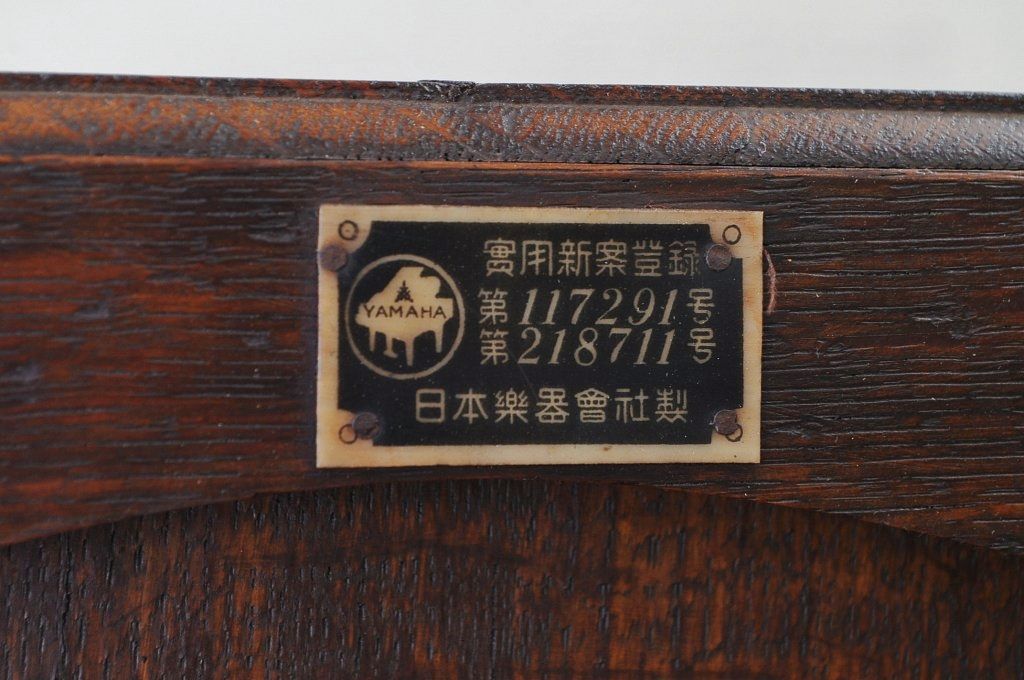 YAMAHA
實用新案登録
第117291号
第218711号
日本樂器會社製